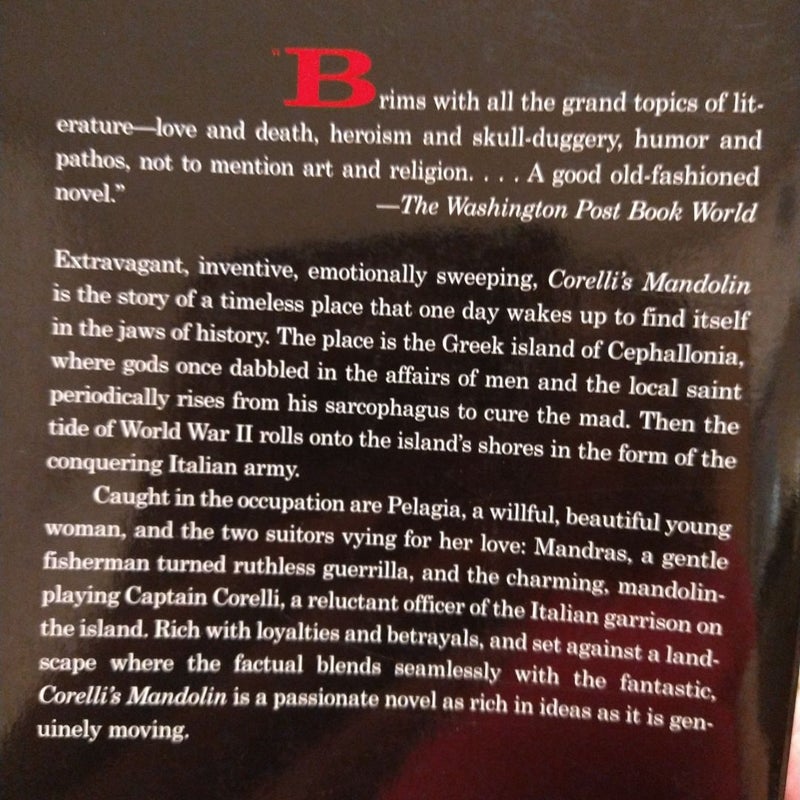 "Brims with all the grand topics of lit-
erature—love and death, heroism and skull-duggery, humor and
pathos, not to mention art and religion. . . . A good old-fashioned
novel."
—The Washington Post Book World
Extravagant, inventive, emotionally sweeping, Corelli's Mandolin
is the story of a timeless place that one day wakes up to find itself
in the jaws of history. The place is the Greek island of Cephallonia,
where gods once dabbled in the affairs of men and the local saint
periodically rises from his sarcophagus to cure the mad. Then the
tide of World War II rolls onto the island's shores in the form of the
conquering Italian army.
Caught in the occupation are Pelagia, a willful, beautiful young
woman, and the two suitors vying for her love: Mandras, a gentle
fisherman turned ruthless guerrilla, and the charming, mandolin-
playing Captain Corelli, a reluctant officer of the Italian garrison on
the island. Rich with loyalties and betrayals, and set against a land-
scape where the factual blends seamlessly with the fantastic,
Corelli's Mandolin is a passionate novel as rich in ideas as it is gen-
uinely moving.